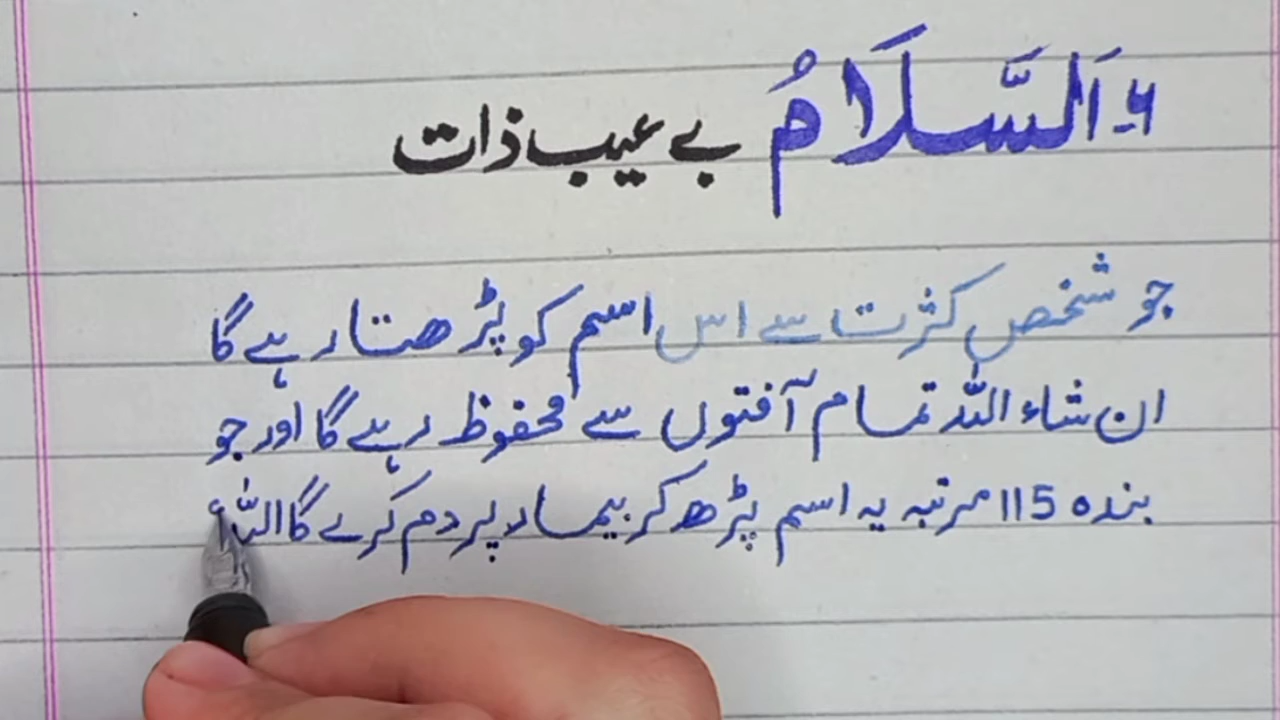 ۶۔ اَلسَّلَامُ بے عیب ذات
جو شخص کثرت سے اس اسم کو پڑھتا رہے گا
ان شاء اللہ تمام آفتوں سے محفوظ رہے گا اور جو
بندہ 115 مرتبہ یہ اسم پڑھ کر بیمار پر دم کرے گا اللہ